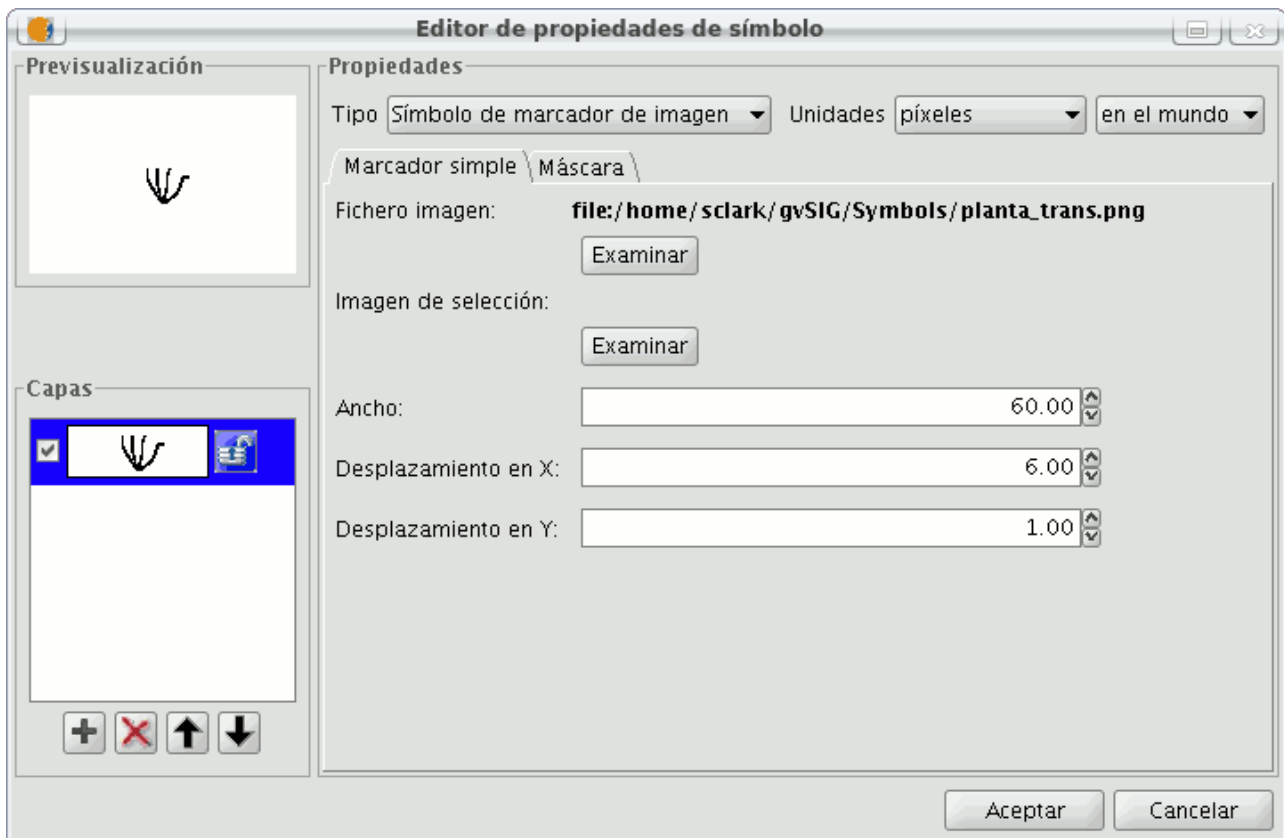 Editor de propiedades de símbolo
Previsualización
Propiedades
Tipo Símbolo de marcador de imagen Unidades píxeles en el mundo
Marcador simple Máscara
Fichero imagen: file:/home/sclark/gvSIG/Symbols/planta_trans.png
Examinar
Imagen de selección:
Examinar
Capas
Ancho: 60.00
Desplazamiento en X: 6.00
Desplazamiento en Y: 1.00
Aceptar Cancelar